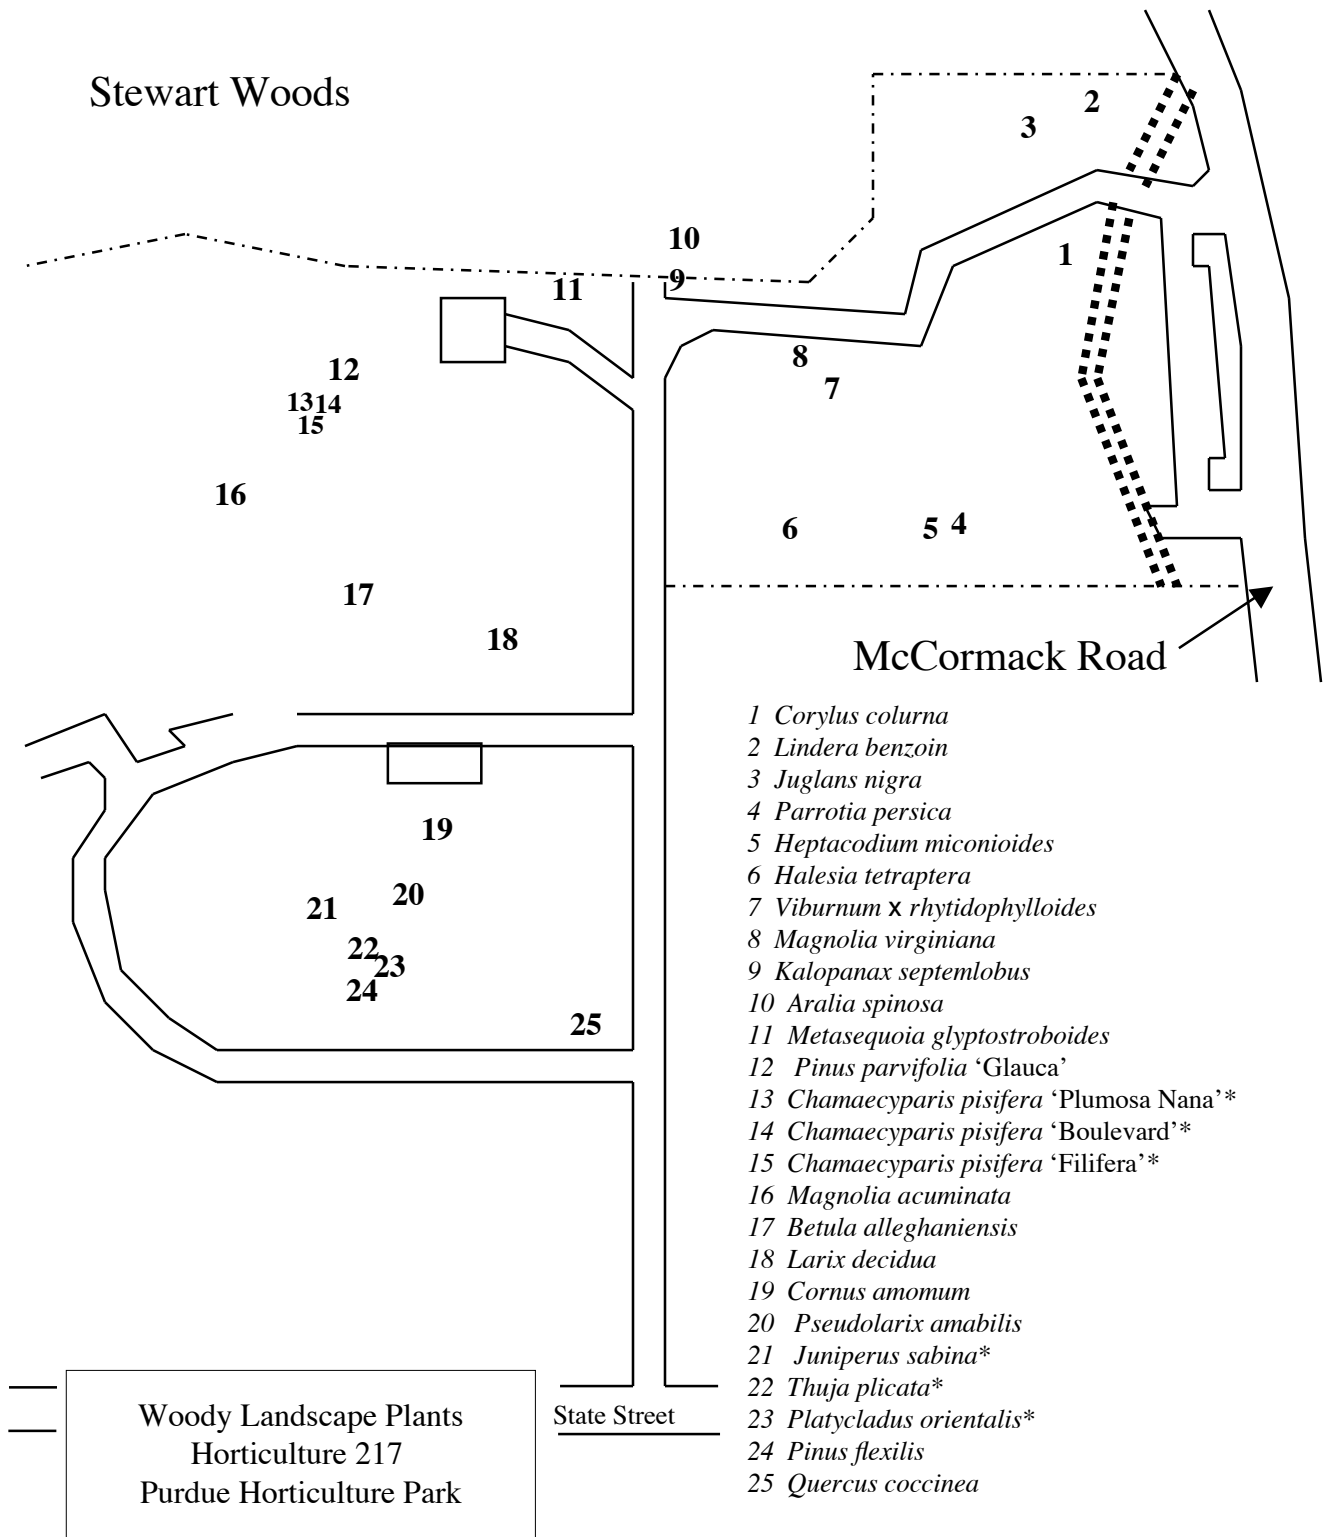 Stewart Woods
2
3
10
1
9
11
8
12
7
13 14
15
16
6
5 4
17
18
McCormack Road
19
20
21
22
23
24
25
1 Corylus colurna
2 Lindera benzoin
3 Juglans nigra
4 Parrotia persica
5 Heptacodium miconioides
6 Halesia tetraptera
7 Viburnum x rhytidophylloides
8 Magnolia virginiana
9 Kalopanax septemlobus
10 Aralia spinosa
11 Metasequoia glyptostroboides
12 Pinus parvifolia ‘Glauca’
13 Chamaecyparis pisifera ‘Plumosa Nana’*
14 Chamaecyparis pisifera ‘Boulevard’*
15 Chamaecyparis pisifera ‘Filifera’*
16 Magnolia acuminata
17 Betula alleghaniensis
18 Larix decidua
19 Cornus amomum
20 Pseudolarix amabilis
21 Juniperus sabina*
22 Thuja plicata*
23 Platycladus orientalis*
24 Pinus flexilis
25 Quercus coccinea
State Street
Woody Landscape Plants
Horticulture 217
Purdue Horticulture Park